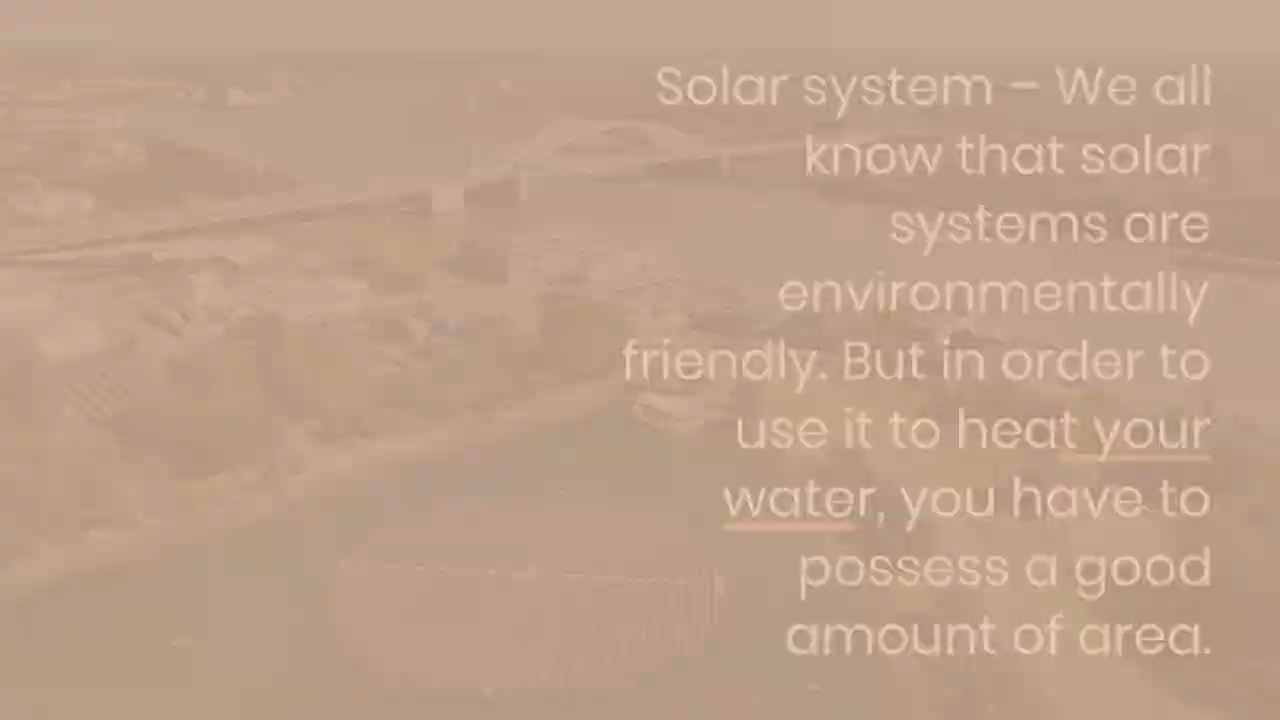 Solar system – We all
know that solar
systems are
environmentally
friendly. But in order to
use it to heat your
water, you have to
possess a good
amount of area.